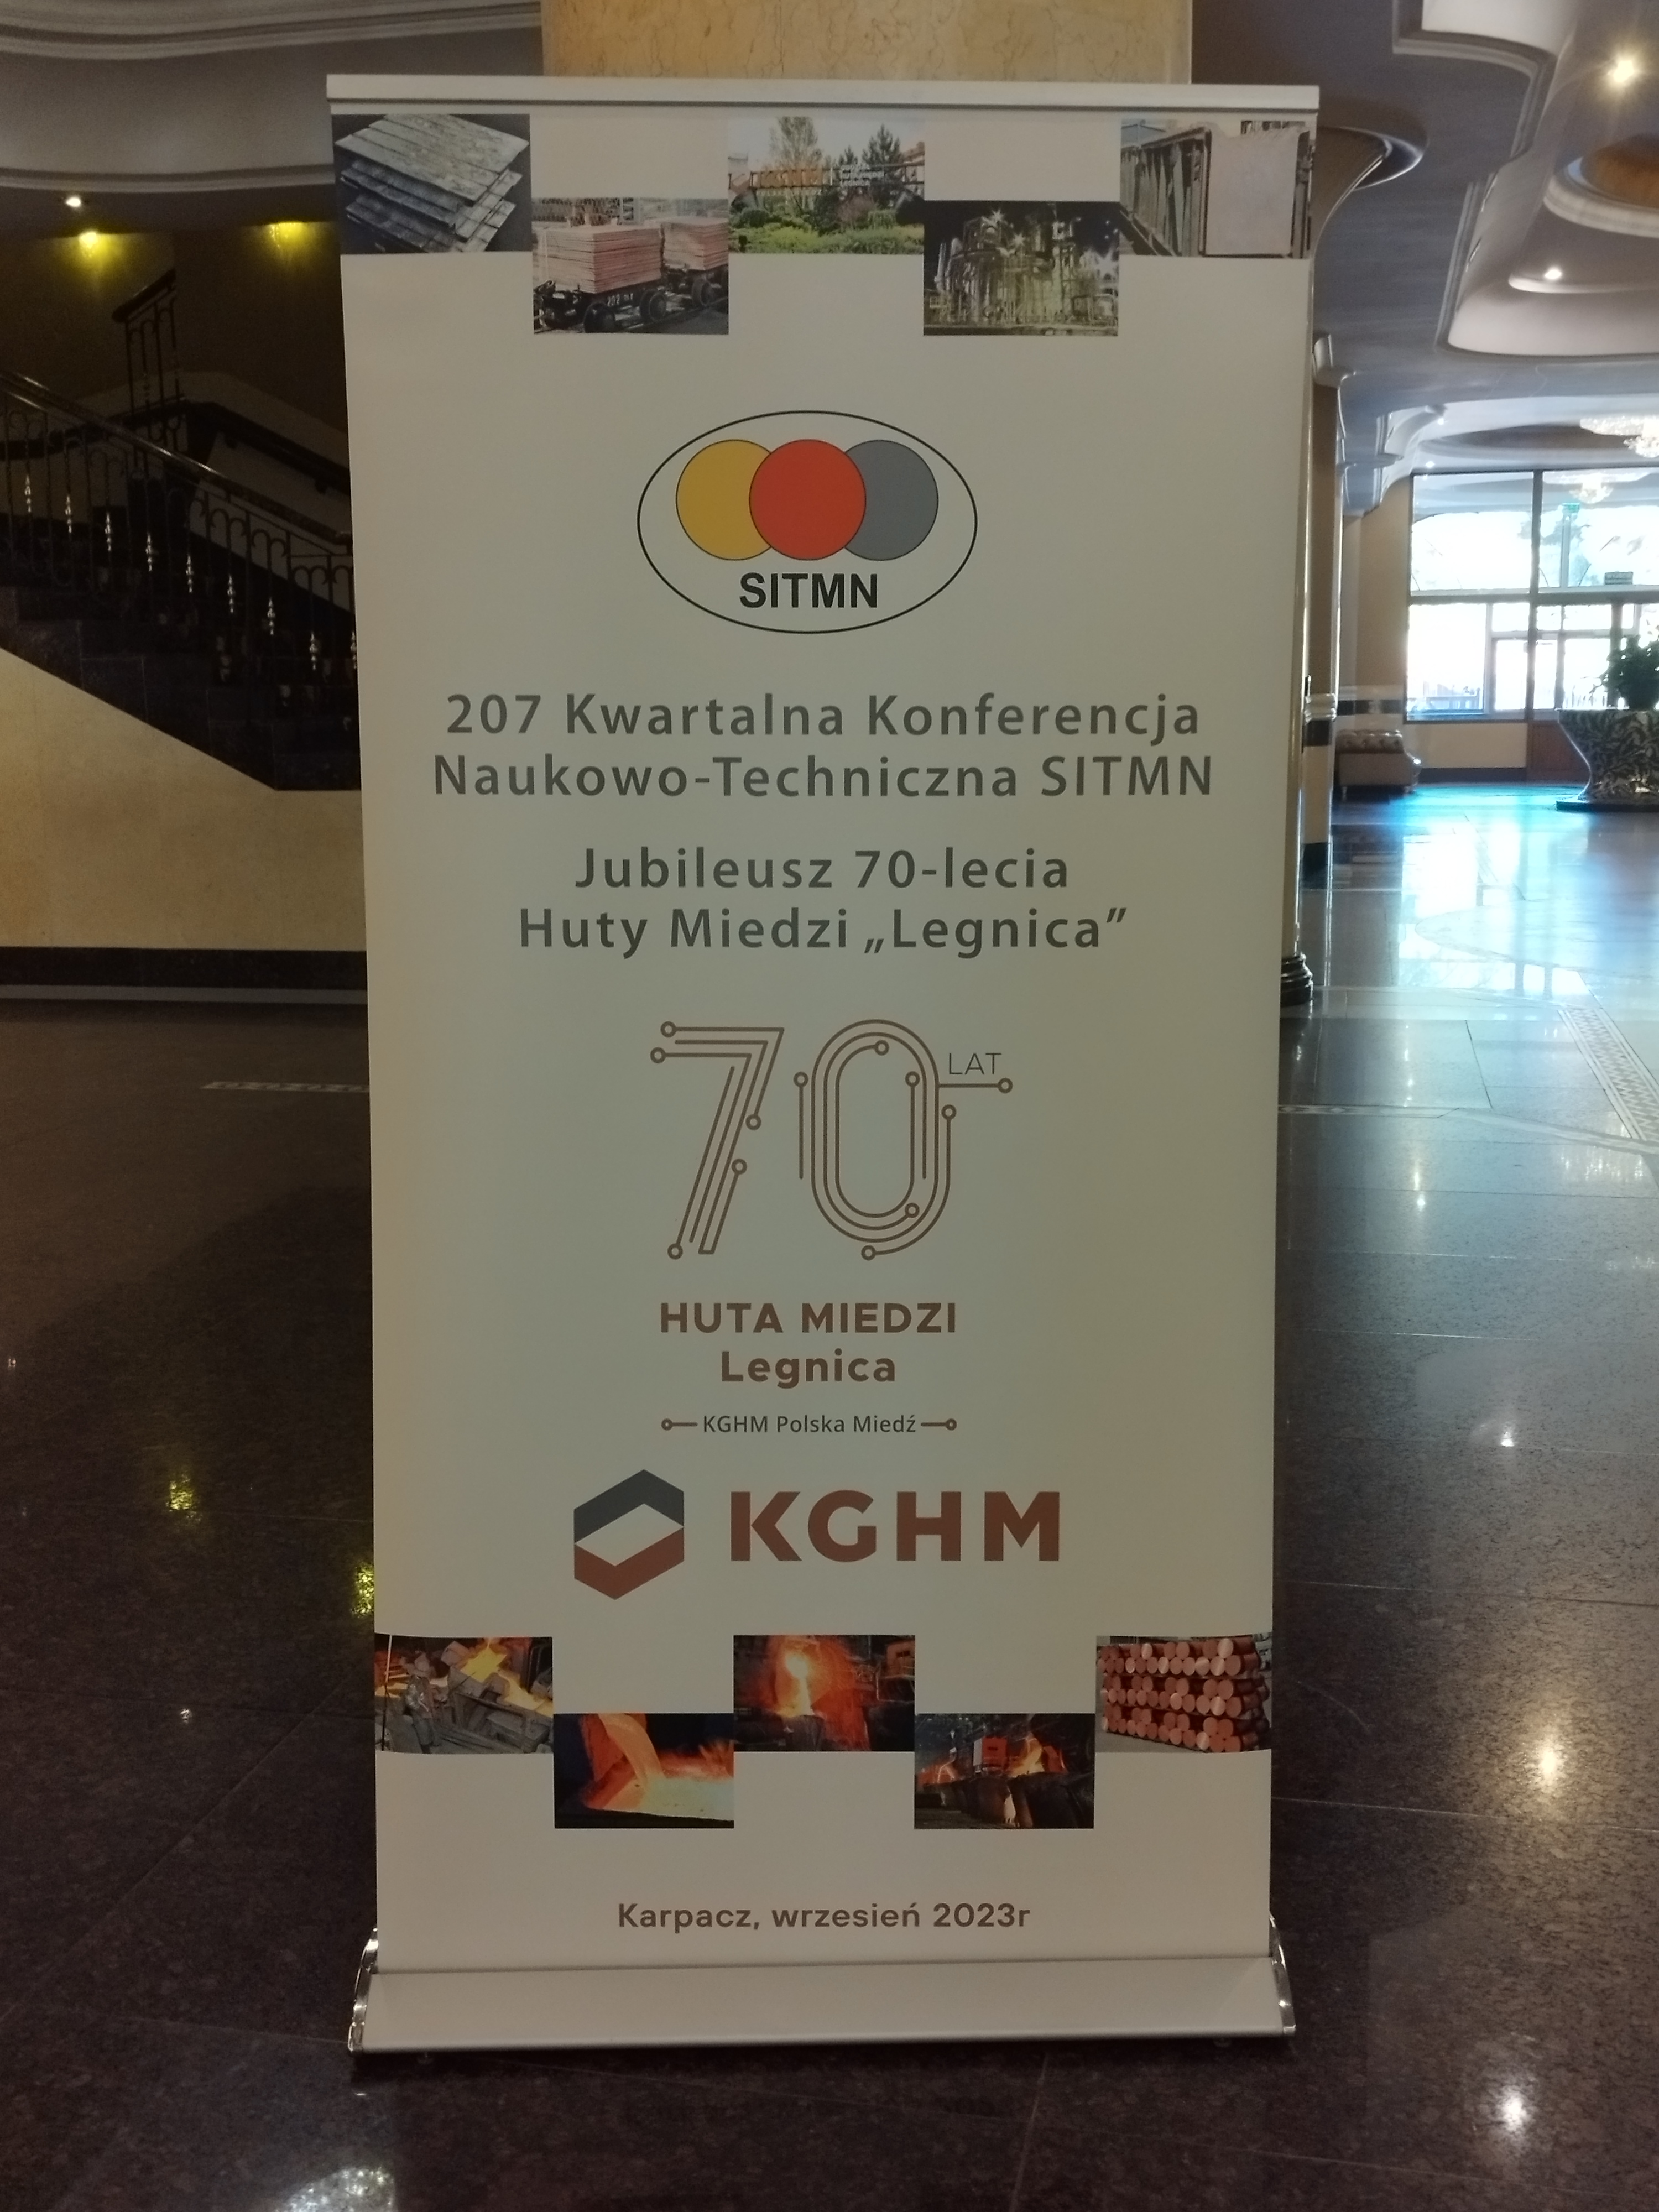 SITMN
207 Kwartalna Konferencja
Naukowo-Techniczna SITMN
Jubileusz 70-lecia
Huty Miedzi „Legnica”
70 LAT
HUTA MIEDZI
Legnica
KGHM Polska Miedź
KGHM
Karpacz, wrzesień 2023r